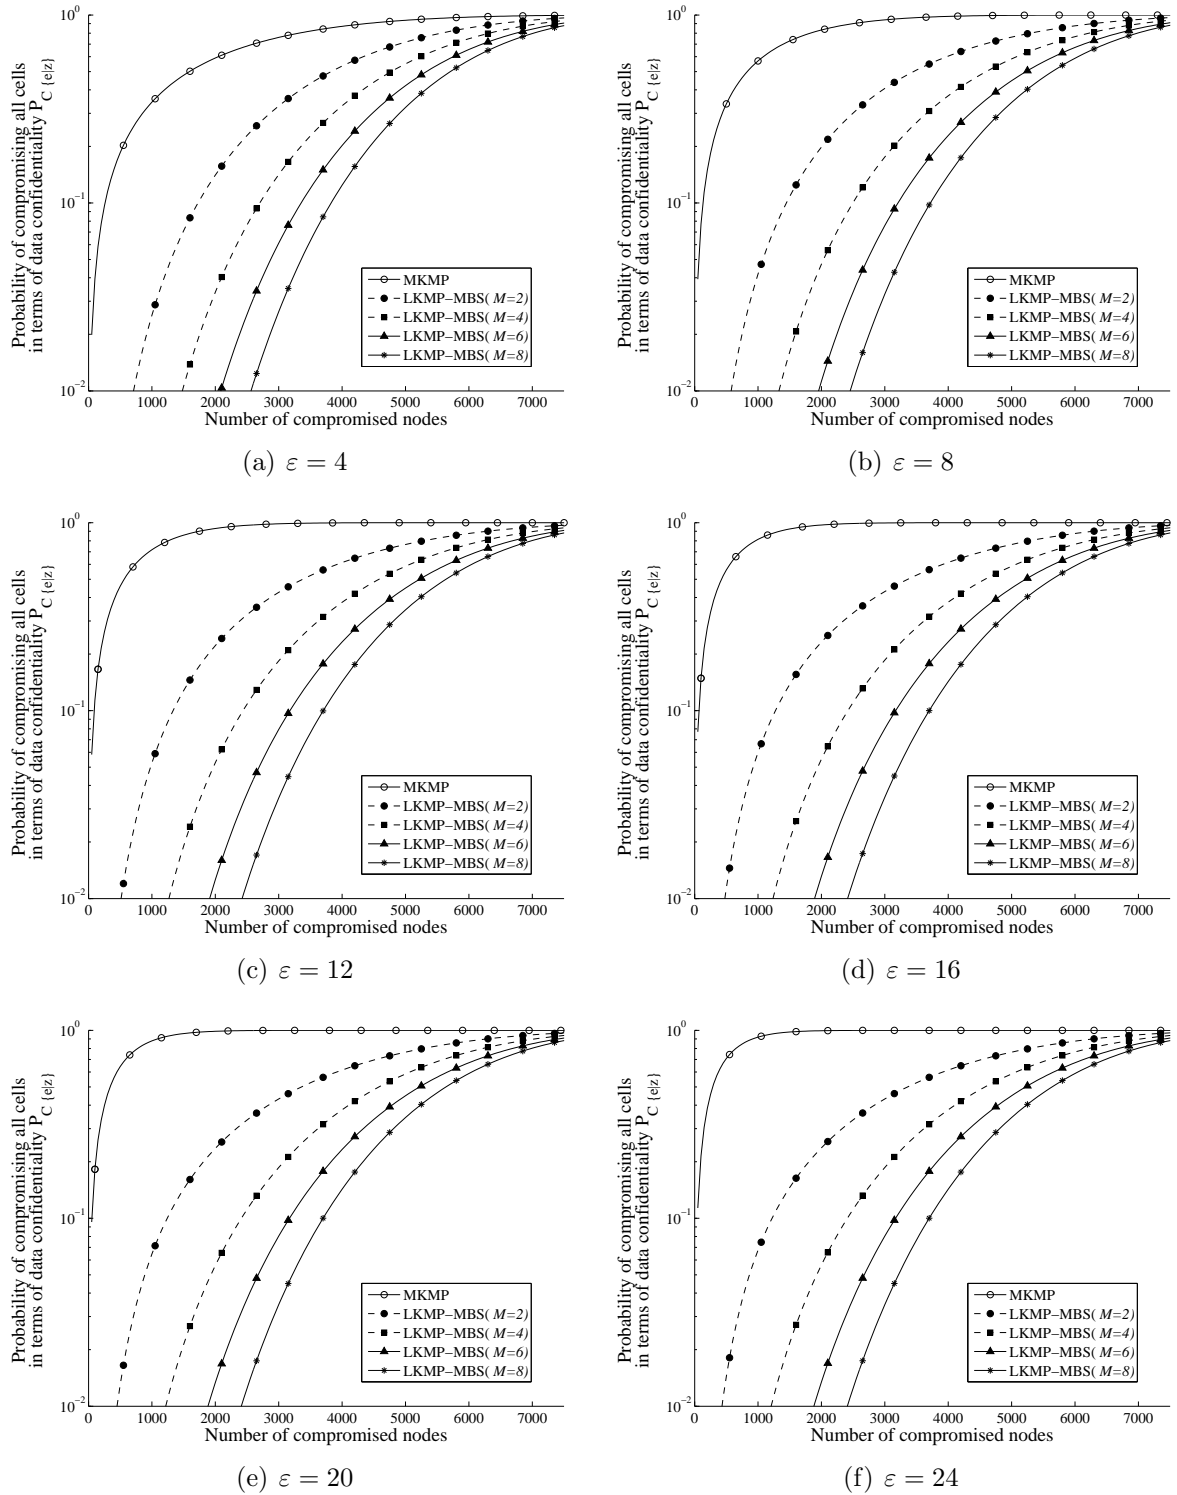 Probability of compromising all cells
in terms of data confidentiality P_C {e|z}
10^0
10^-1
10^-2
0 1000 2000 3000 4000 5000 6000 7000
Number of compromised nodes
MKMP
LKMP−MBS( M=2)
LKMP−MBS( M=4)
LKMP−MBS( M=6)
LKMP−MBS( M=8)
(a) ε = 4
Probability of compromising all cells
in terms of data confidentiality P_C {e|z}
10^0
10^-1
10^-2
0 1000 2000 3000 4000 5000 6000 7000
Number of compromised nodes
MKMP
LKMP−MBS( M=2)
LKMP−MBS( M=4)
LKMP−MBS( M=6)
LKMP−MBS( M=8)
(b) ε = 8
Probability of compromising all cells
in terms of data confidentiality P_C {e|z}
10^0
10^-1
10^-2
0 1000 2000 3000 4000 5000 6000 7000
Number of compromised nodes
MKMP
LKMP−MBS( M=2)
LKMP−MBS( M=4)
LKMP−MBS( M=6)
LKMP−MBS( M=8)
(c) ε = 12
Probability of compromising all cells
in terms of data confidentiality P_C {e|z}
10^0
10^-1
10^-2
0 1000 2000 3000 4000 5000 6000 7000
Number of compromised nodes
MKMP
LKMP−MBS( M=2)
LKMP−MBS( M=4)
LKMP−MBS( M=6)
LKMP−MBS( M=8)
(d) ε = 16
Probability of compromising all cells
in terms of data confidentiality P_C {e|z}
10^0
10^-1
10^-2
0 1000 2000 3000 4000 5000 6000 7000
Number of compromised nodes
MKMP
LKMP−MBS( M=2)
LKMP−MBS( M=4)
LKMP−MBS( M=6)
LKMP−MBS( M=8)
(e) ε = 20
Probability of compromising all cells
in terms of data confidentiality P_C {e|z}
10^0
10^-1
10^-2
0 1000 2000 3000 4000 5000 6000 7000
Number of compromised nodes
MKMP
LKMP−MBS( M=2)
LKMP−MBS( M=4)
LKMP−MBS( M=6)
LKMP−MBS( M=8)
(f) ε = 24